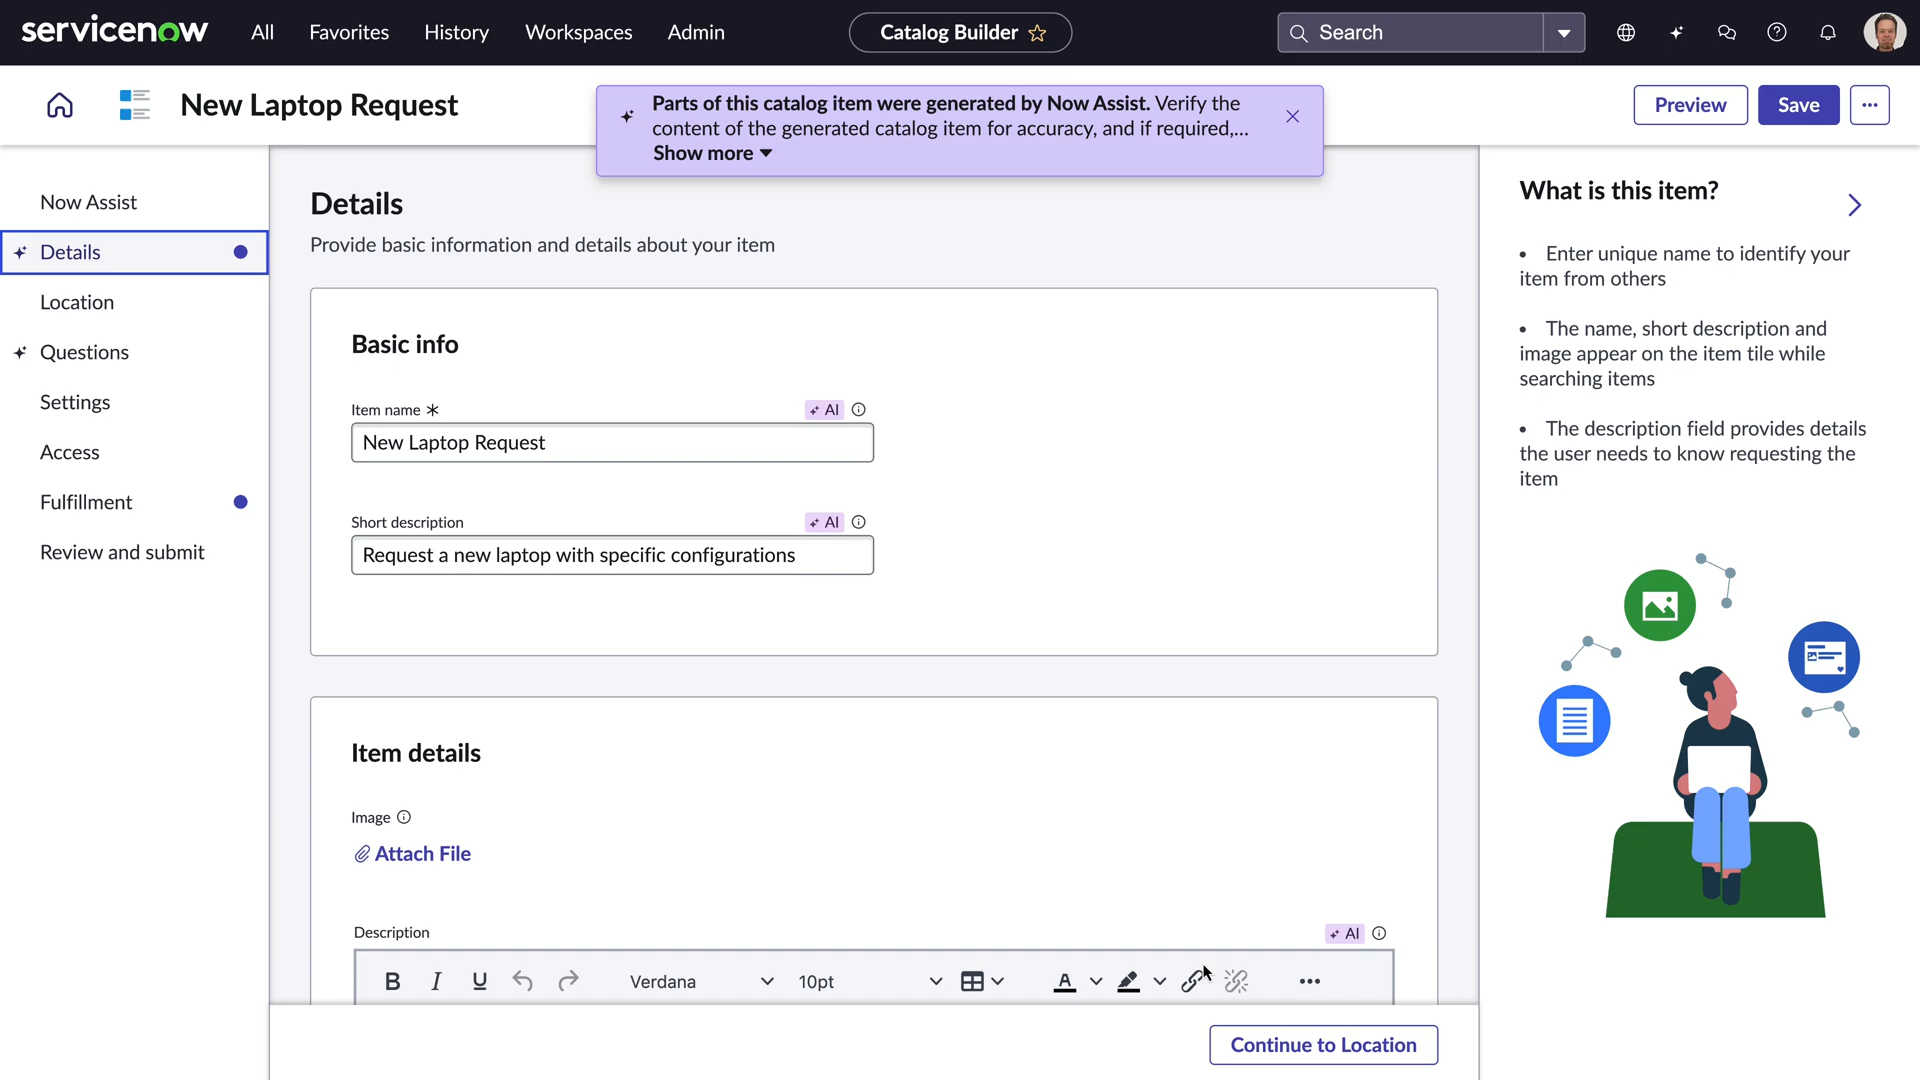 servicenow
All
Favorites
History
Workspaces
Admin
Catalog Builder
Search
New Laptop Request
Parts of this catalog item were generated by Now Assist. Verify the
content of the generated catalog item for accuracy, and if required,...
Show more
Preview
Save
Now Assist
Details
Location
Questions
Settings
Access
Fulfillment
Review and submit
Details
Provide basic information and details about your item
Basic info
Item name *
AI
New Laptop Request
Short description
AI
Request a new laptop with specific configurations
Item details
Image
Attach File
Description
AI
B I U
Verdana
10pt
A
Continue to Location
What is this item?
• Enter unique name to identify your
item from others
• The name, short description and
image appear on the item tile while
searching items
• The description field provides details
the user needs to know requesting the
item